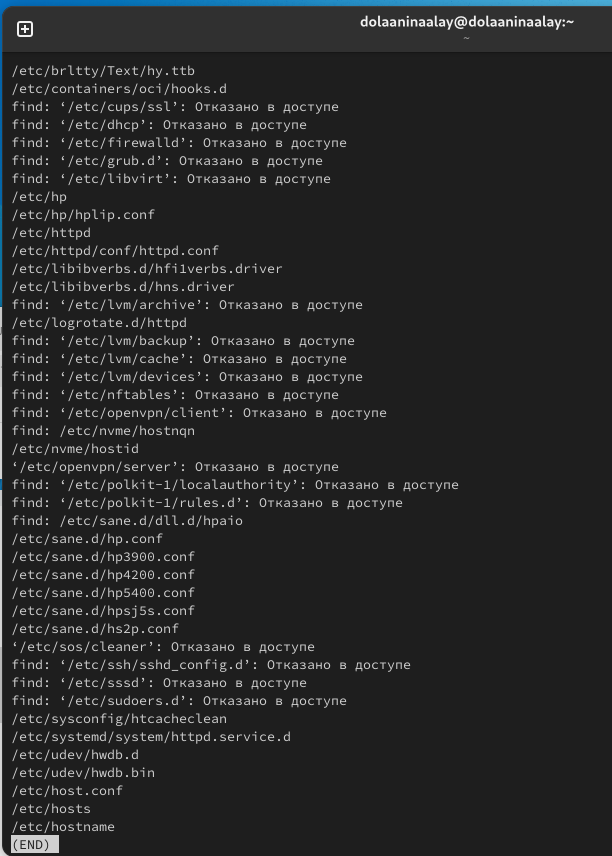 dolaaninaalay@dolaaninaalay:~
~
/etc/brltty/Text/hy.ttb
/etc/containers/oci/hooks.d
find: ‘/etc/cups/ssl’: Отказано в доступе
find: ‘/etc/dhcp’: Отказано в доступе
find: ‘/etc/firewalld’: Отказано в доступе
find: ‘/etc/grub.d’: Отказано в доступе
find: ‘/etc/libvirt’: Отказано в доступе
/etc/hp
/etc/hp/hplip.conf
/etc/httpd
/etc/httpd/conf/httpd.conf
/etc/libibverbs.d/hfi1verbs.driver
/etc/libibverbs.d/hns.driver
find: ‘/etc/lvm/archive’: Отказано в доступе
/etc/logrotate.d/httpd
find: ‘/etc/lvm/backup’: Отказано в доступе
find: ‘/etc/lvm/cache’: Отказано в доступе
find: ‘/etc/lvm/devices’: Отказано в доступе
find: ‘/etc/nftables’: Отказано в доступе
find: ‘/etc/openvpn/client’: Отказано в доступе
find: /etc/nvme/hostnqn
/etc/nvme/hostid
‘/etc/openvpn/server’: Отказано в доступе
find: ‘/etc/polkit-1/localauthority’: Отказано в доступе
find: ‘/etc/polkit-1/rules.d’: Отказано в доступе
find: /etc/sane.d/dll.d/hpaio
/etc/sane.d/hp.conf
/etc/sane.d/hp3900.conf
/etc/sane.d/hp4200.conf
/etc/sane.d/hp5400.conf
/etc/sane.d/hpsj5s.conf
/etc/sane.d/hs2p.conf
‘/etc/sos/cleaner’: Отказано в доступе
find: ‘/etc/ssh/sshd_config.d’: Отказано в доступе
find: ‘/etc/sssd’: Отказано в доступе
find: ‘/etc/sudoers.d’: Отказано в доступе
/etc/sysconfig/htcacheclean
/etc/systemd/system/httpd.service.d
/etc/udev/hwdb.d
/etc/udev/hwdb.bin
/etc/host.conf
/etc/hosts
/etc/hostname
(END)